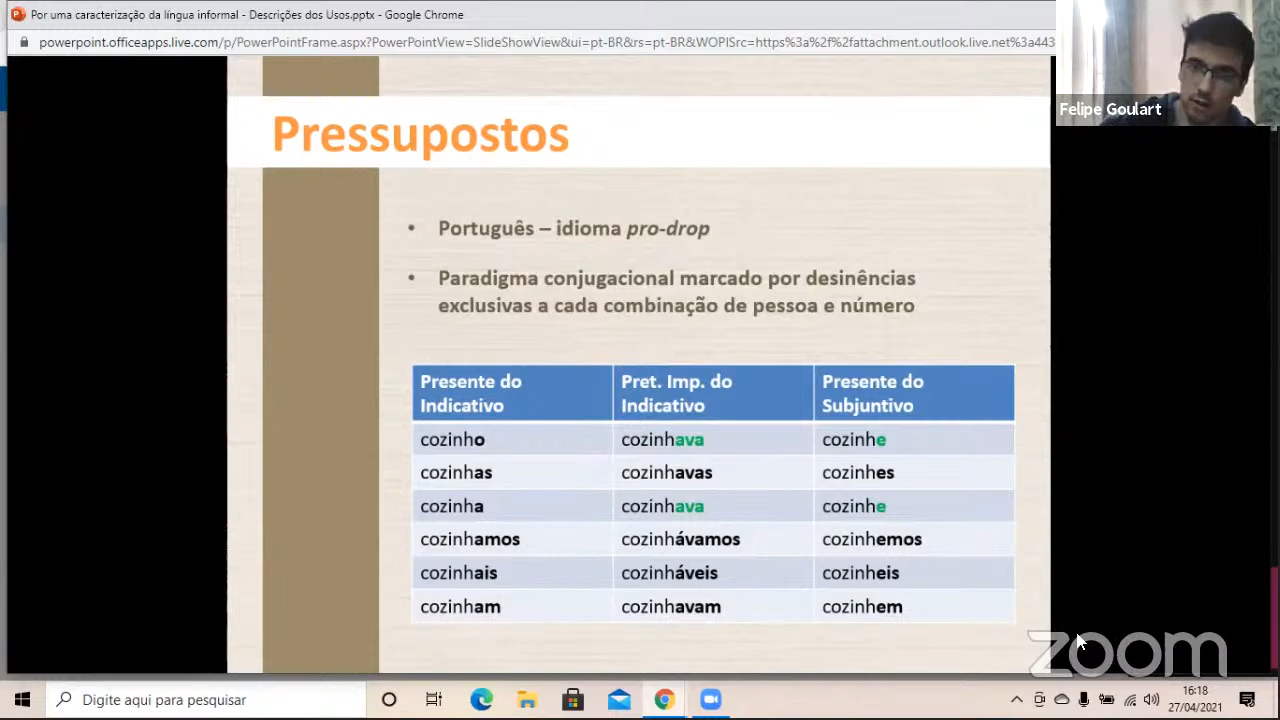 Por uma caracterização da língua informal - Descrições dos Usos.pptx - Google Chrome
powerpoint.officeapps.live.com/p/PowerPointFrame.aspx?PowerPointView=SlideShowView&ui=pt-BR&rs=pt-BR&WOPISrc=https%3a%2f%2fattachment.outlook.live.net%3a443
Felipe Goulart
Pressupostos
• Português – idioma pro-drop
• Paradigma conjugacional marcado por desinências
exclusivas a cada combinação de pessoa e número
Presente do Indicativo Pret. Imp. do Indicativo Presente do Subjuntivo
cozinho cozinhava cozinhe
cozinhas cozinhavas cozinhes
cozinha cozinhava cozinhe
cozinhamos cozinhávamos cozinhemos
cozinhais cozinháveis cozinheis
cozinham cozinhavam cozinhem
zoom
Digite aqui para pesquisar
16:18
27/04/2021